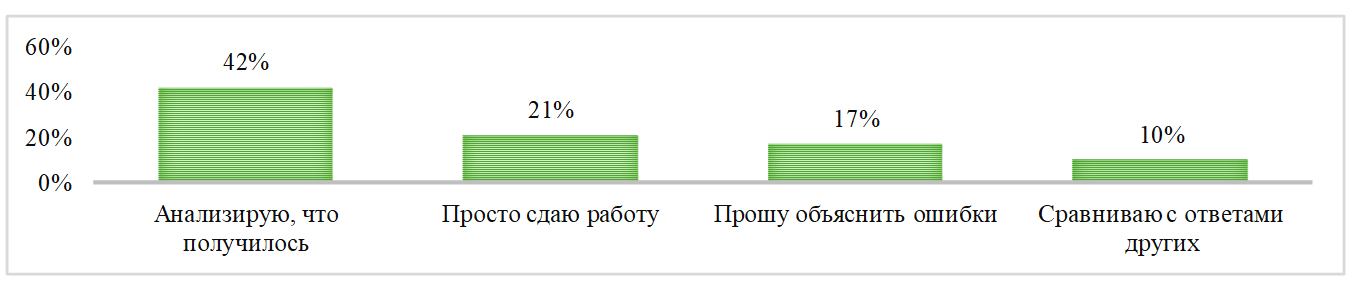 60%
40%
20%
0%
42%
21%
17%
10%
Анализирую, что
получилось
Просто сдаю работу
Прошу объяснить ошибки
Сравниваю с ответами
других